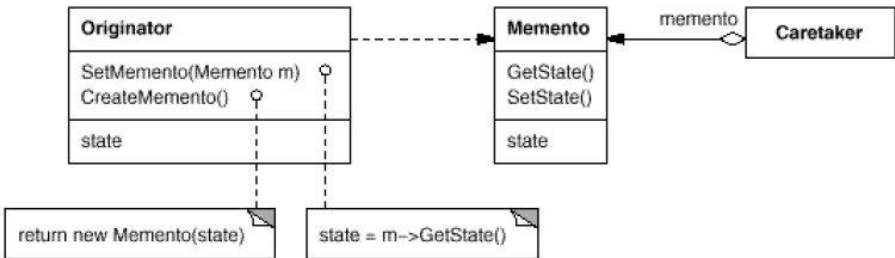 Originator
SetMemento(Memento m)
CreateMemento()
state
Memento
GetState()
SetState()
state
memento
Caretaker
return new Memento(state)
state = m->GetState()